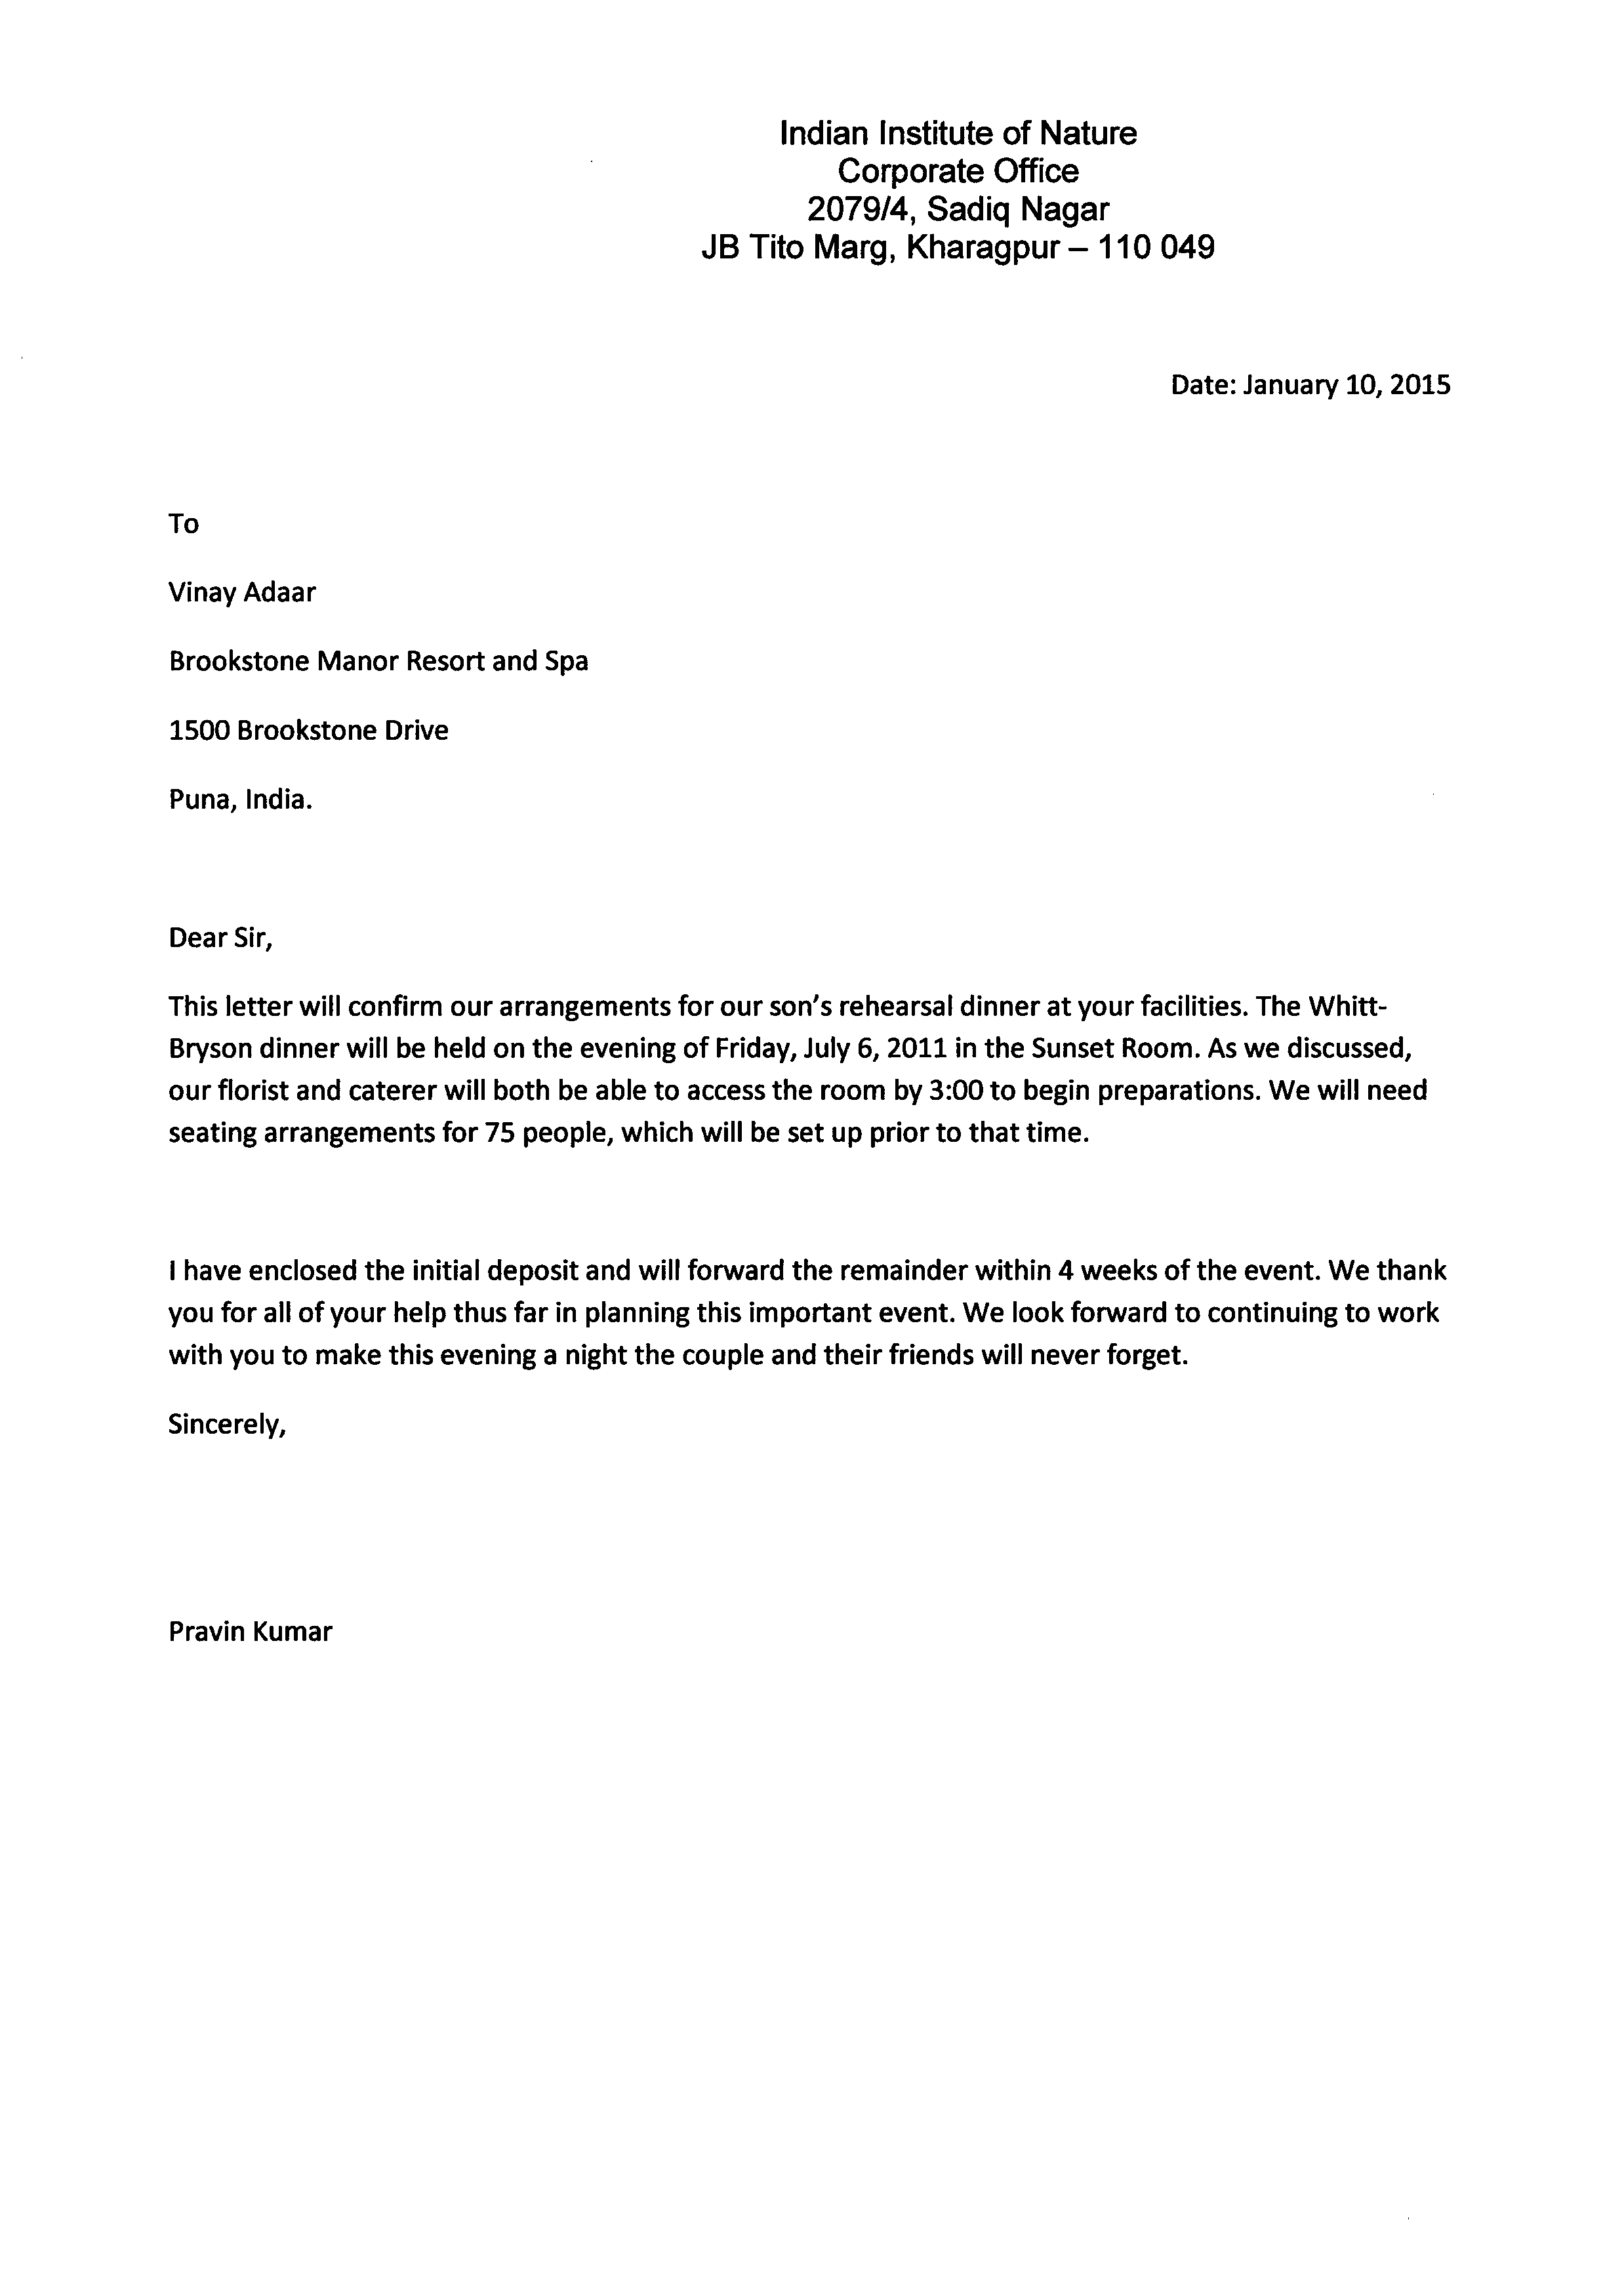 Indian Institute of Nature
Corporate Office
2079/4, Sadiq Nagar
JB Tito Marg, Kharagpur – 110 049
Date: January 10, 2015
To
Vinay Adaar
Brookstone Manor Resort and Spa
1500 Brookstone Drive
Puna, India.
Dear Sir,
This letter will confirm our arrangements for our son's rehearsal dinner at your facilities. The Whitt-
Bryson dinner will be held on the evening of Friday, July 6, 2011 in the Sunset Room. As we discussed,
our florist and caterer will both be able to access the room by 3:00 to begin preparations. We will need
seating arrangements for 75 people, which will be set up prior to that time.
I have enclosed the initial deposit and will forward the remainder within 4 weeks of the event. We thank
you for all of your help thus far in planning this important event. We look forward to continuing to work
with you to make this evening a night the couple and their friends will never forget.
Sincerely,
Pravin Kumar